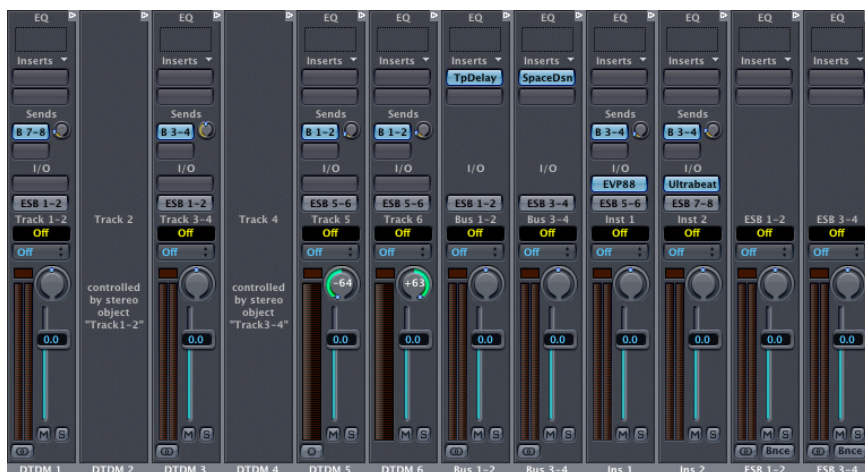 EQ EQ EQ EQ EQ EQ EQ EQ EQ EQ
Inserts Inserts Inserts Inserts Inserts Inserts Inserts Inserts Inserts Inserts
TpDelay SpaceDsn
Sends Sends Sends Sends Sends Sends
B 7-8 B 3-4 B 1-2 B 1-2 B 3-4 B 3-4
I/O I/O I/O I/O I/O I/O I/O I/O
EVP88 Ultrabeat
ESB 1-2 ESB 1-2 ESB 5-6 ESB 5-6 ESB 1-2 ESB 3-4 ESB 5-6 ESB 7-8
Track 1-2 Track 2 Track 3-4 Track 4 Track 5 Track 6 Bus 1-2 Bus 3-4 Inst 1 Inst 2 ESB 1-2 ESB 3-4
Off Off Off Off Off Off Off Off Off Off
Off Off Off Off Off Off Off Off Off Off
-64 +63
controlled controlled
by stereo by stereo
object object
"Track1-2" "Track3-4"
0.0 0.0 0.0 0.0 0.0 0.0 0.0 0.0 0.0 0.0
M S M S M S M S M S M S M S M S M S M S
Bnce Bnce
DTDM 1 DTDM 2 DTDM 3 DTDM 4 DTDM 5 DTDM 6 Bus 1-2 Bus 3-4 Ins 1 Ins 2 ESB 1-2 ESB 3-4